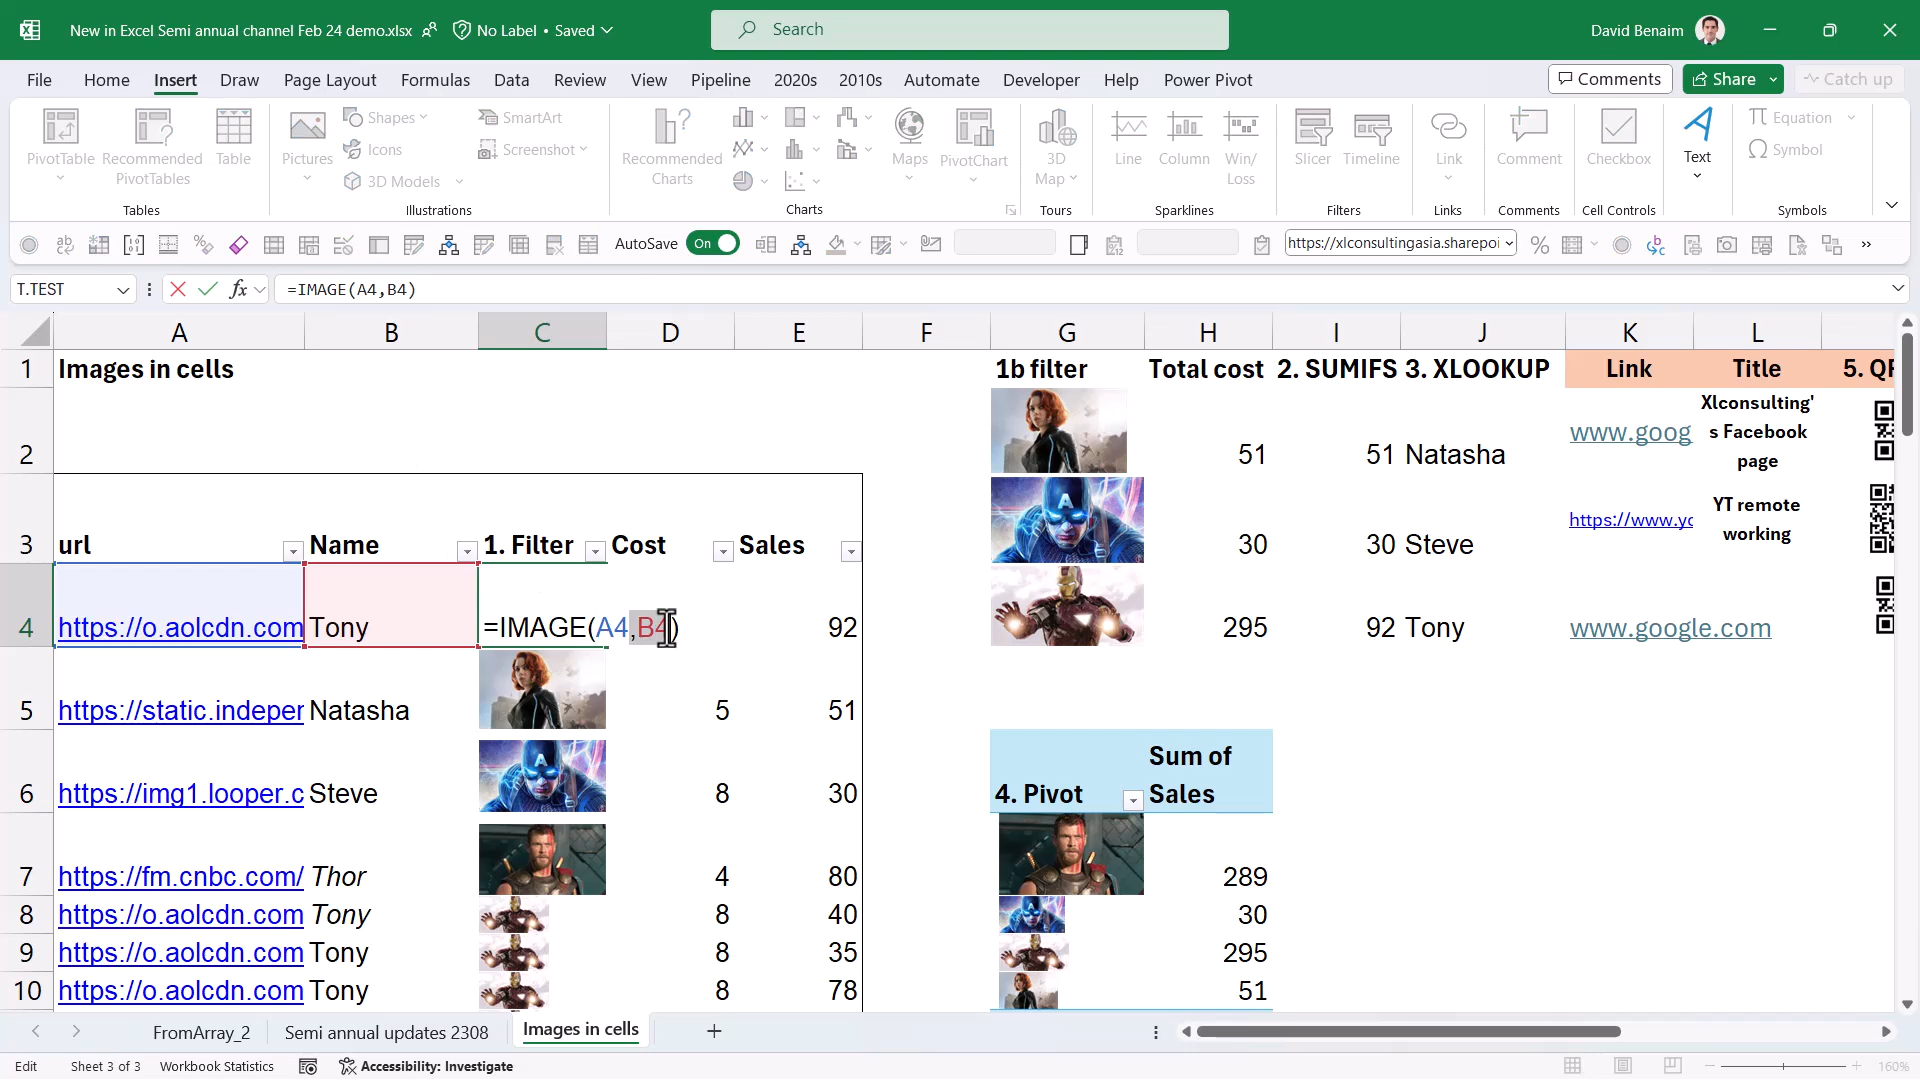 New in Excel Semi annual channel Feb 24 demo.xlsx
No Label • Saved
Search
David Benaim
File Home Insert Draw Page Layout Formulas Data Review View Pipeline 2020s 2010s Automate Developer Help Power Pivot
Comments Share Catch up
PivotTable
Recommended
PivotTables
Table
Tables
Pictures
Shapes
Icons
3D Models
SmartArt
Screenshot
Illustrations
Recommended
Charts
Maps
PivotChart
Charts
3D
Map
Tours
Line
Column
Win/
Loss
Sparklines
Slicer
Timeline
Filters
Link
Links
Comment
Comments
Checkbox
Cell Controls
Text
Equation
Symbol
Symbols
AutoSave On
https://xlconsultingasia.sharepoi
T.TEST
fx
=IMAGE(A4,B4)
A B C D E F G H I J K L
1 Images in cells 1b filter Total cost 2. SUMIFS 3. XLOOKUP Link Title 5. QR
2 51 51 Natasha www.goog
Xlconsulting'
s Facebook
page
3 url Name 1. Filter Cost Sales 30 30 Steve https://www.yc
YT remote
working
4 https://o.aolcdn.com Tony =IMAGE(A4,B4) 92 295 92 Tony www.google.com
5 https://static.indeper Natasha 5 51
6 https://img1.looper.c Steve 8 30 4. Pivot
Sum of
Sales
7 https://fm.cnbc.com/ Thor 4 80 289
8 https://o.aolcdn.com Tony 8 40 30
9 https://o.aolcdn.com Tony 8 35 295
10 https://o.aolcdn.com Tony 8 78 51
FromArray_2 Semi annual updates 2308 Images in cells
Edit Sheet 3 of 3 Workbook Statistics Accessibility: Investigate 160%